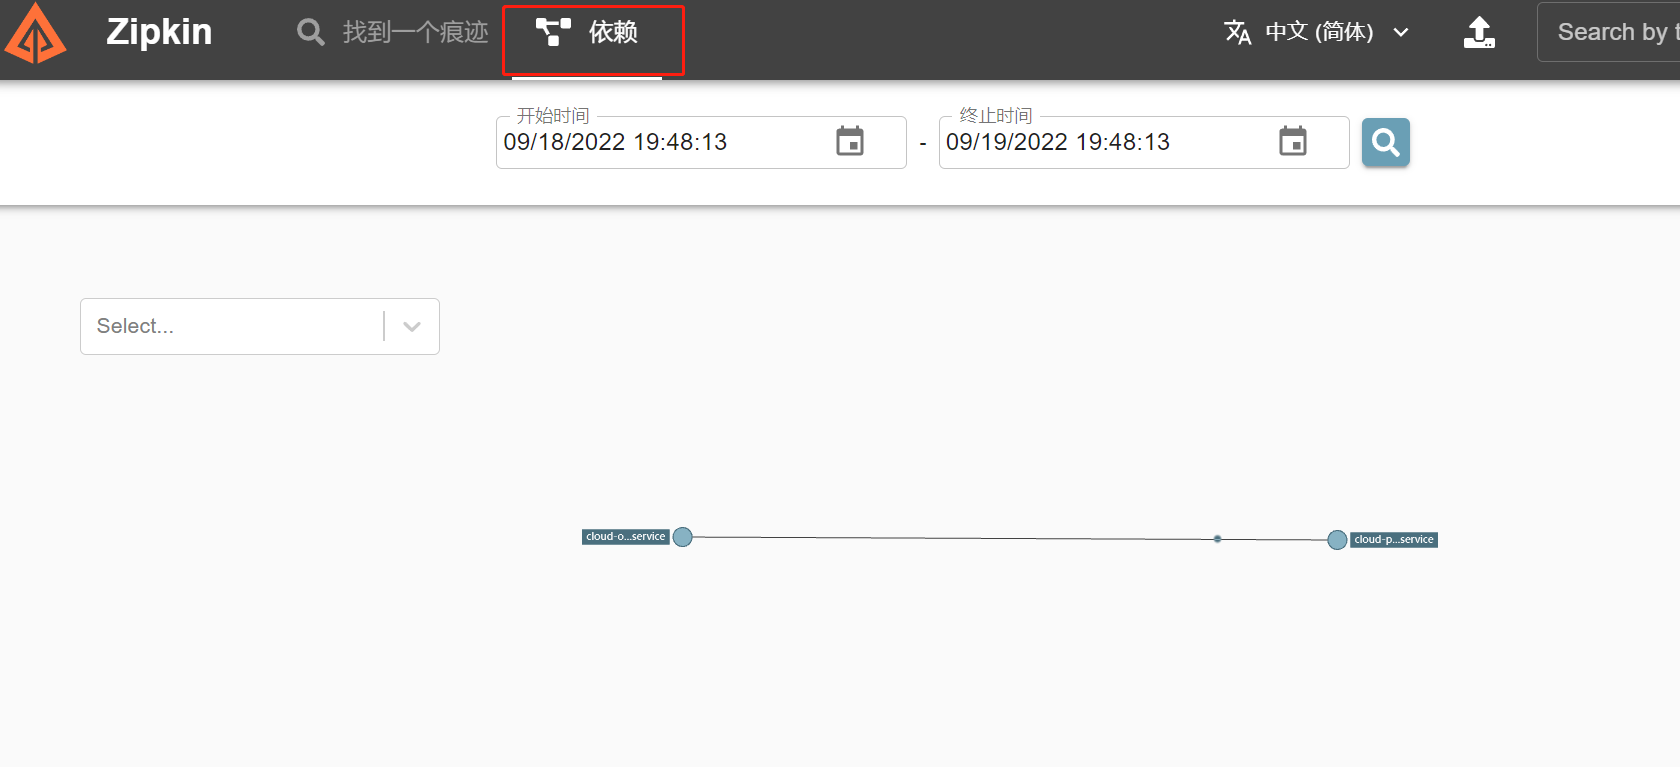 Zipkin
找到一个痕迹
依赖
中文 (简体)
Search by t
开始时间
09/18/2022 19:48:13
-
终止时间
09/19/2022 19:48:13
Select...
cloud-o...service
cloud-p...service